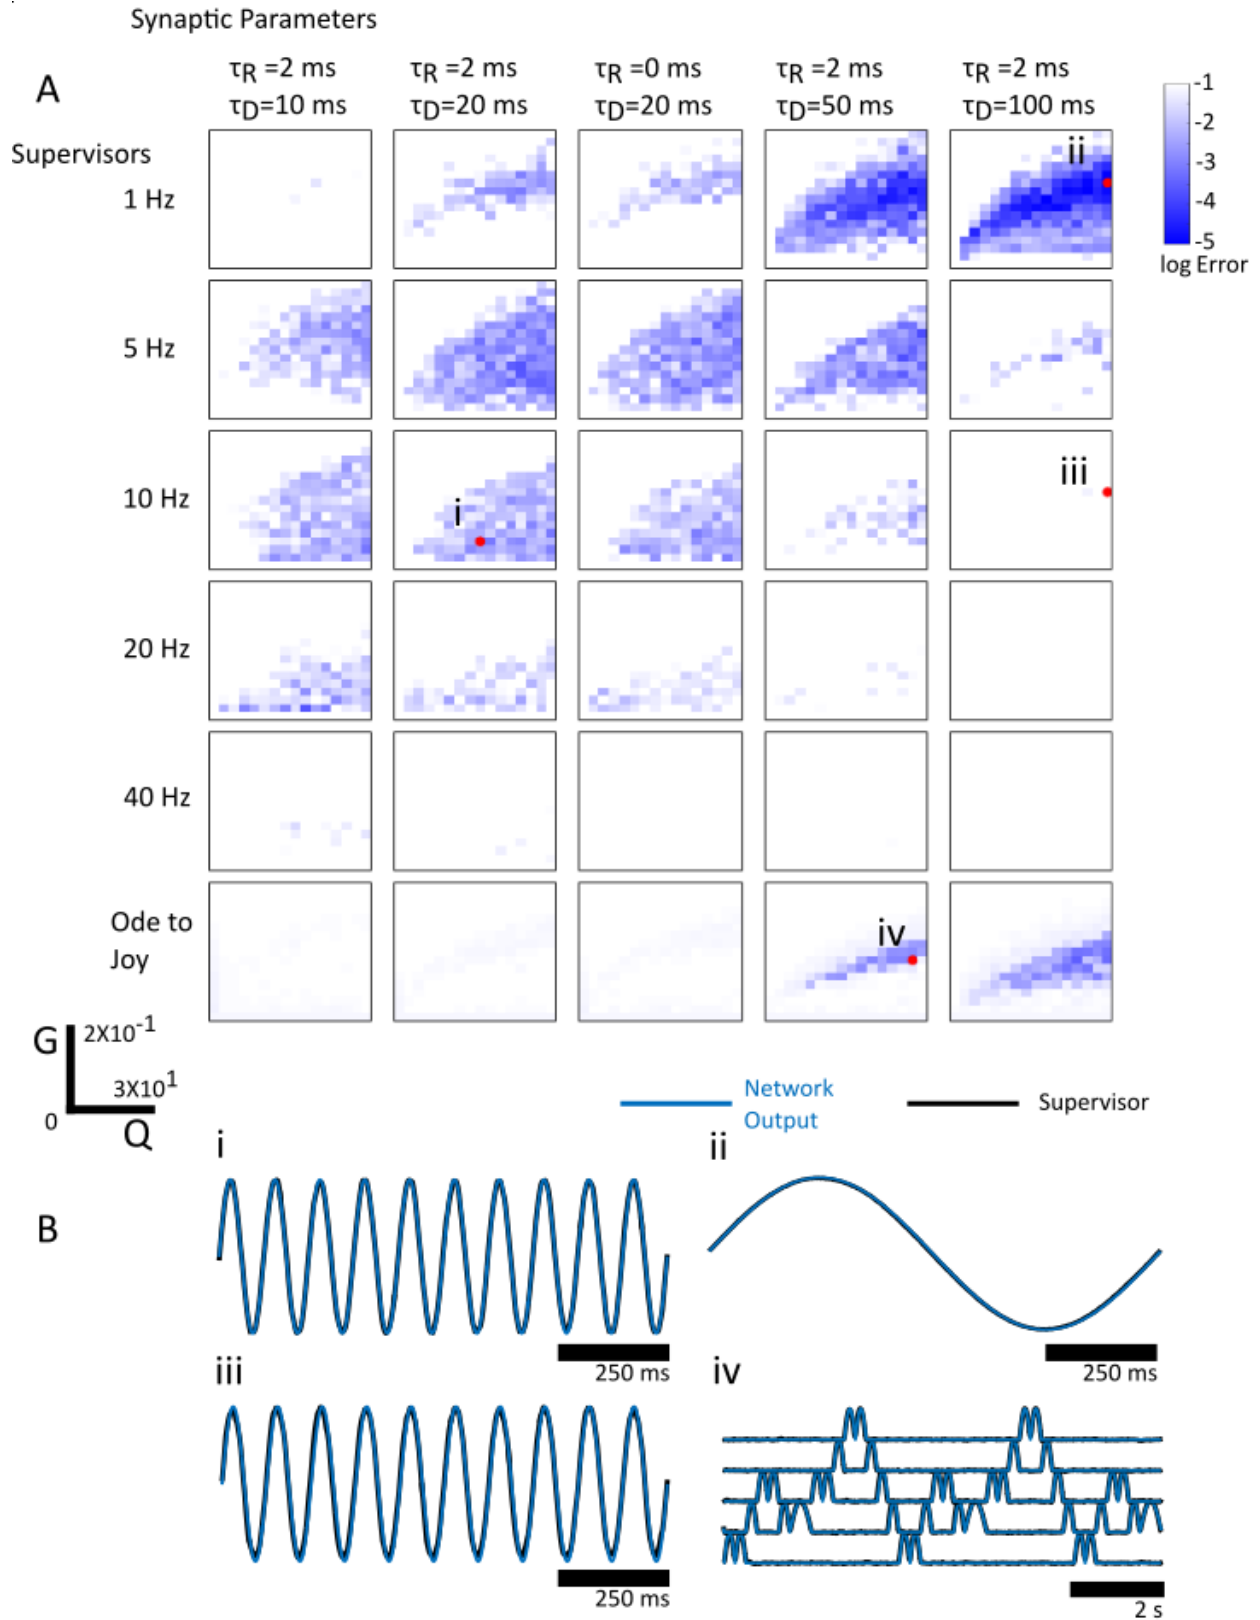 Synaptic Parameters
A
τR =2 ms τR =2 ms τR =0 ms τR =2 ms τR =2 ms
τD=10 ms τD=20 ms τD=20 ms τD=50 ms τD=100 ms
-1
-2
-3
-4
-5
log Error
Supervisors
1 Hz
ii
5 Hz
10 Hz
i
iii
20 Hz
40 Hz
Ode to
Joy
iv
G
2X10-1
3X101
0
Q
Network
Output
Supervisor
B
i
250 ms
ii
250 ms
iii
250 ms
iv
2 s